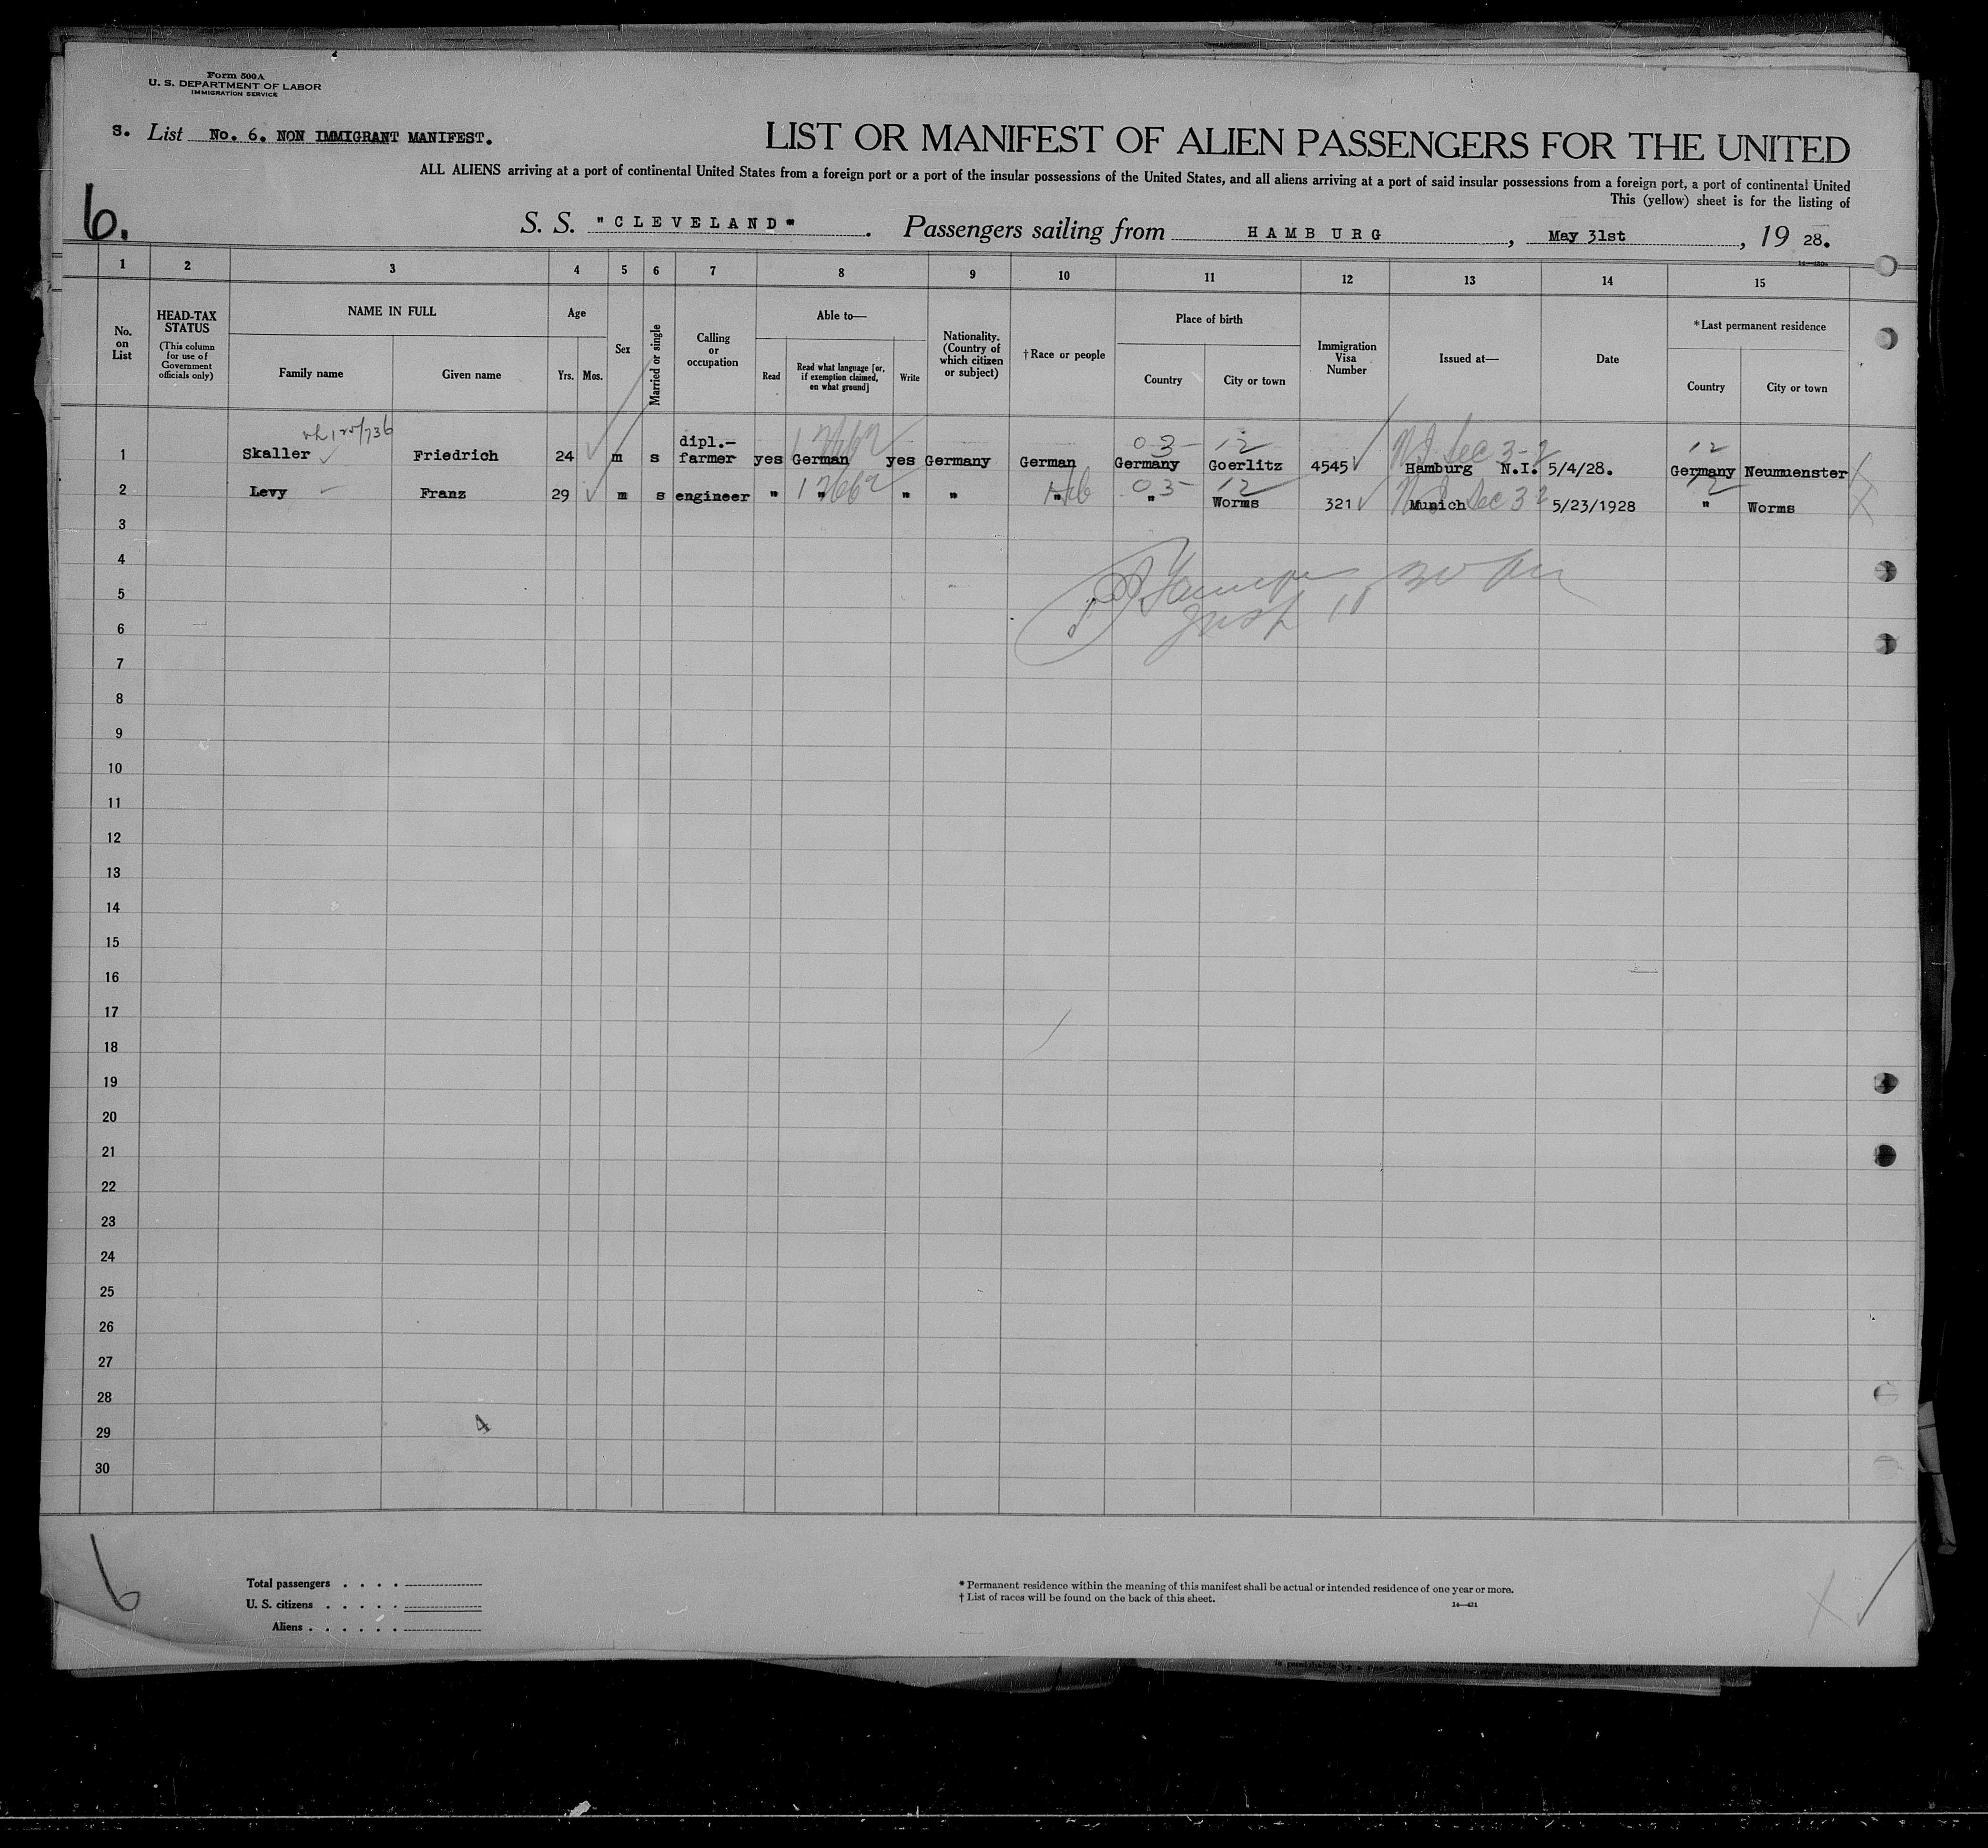 Form 500A
U. S. DEPARTMENT OF LABOR
IMMIGRATION SERVICE
S. List No. 6. NON IMMIGRANT MANIFEST.
LIST OR MANIFEST OF ALIEN PASSENGERS FOR THE UNITED
ALL ALIENS arriving at a port of continental United States from a foreign port or a port of the insular possessions of the United States, and all aliens arriving at a port of said insular possessions from a foreign port, a port of continental United
This (yellow) sheet is for the listing of
6.
S. S. "CLEVELAND". Passengers sailing from HAMBURG, May 31st, 19 28.
1 2 3 4 5 6 7 8 9 10 11 12 13 14 15
No. on List
HEAD-TAX STATUS
(This column for use of Government officials only)
NAME IN FULL
Family name
Given name
Age
Yrs. Mos.
Sex
Married or single
Calling or occupation
Able to—
Read
Read what language [or, if exemption claimed, on what ground]
Write
Nationality. (Country of which citizen or subject)
†Race or people
Place of birth
Country
City or town
Immigration Visa Number
Issued at—
Date
*Last permanent residence
Country
City or town
03- 12 12
1 Skaller Friedrich 24 m s dipl.- farmer yes German yes Germany German Germany Goerlitz 4545 Hamburg N.I. 5/4/28. Germany Neumuenster
03- 12 12
2 Levy Franz 29 m s engineer " " " " " " Worms 321 Munich 5/23/1928 " Worms
3
4
5
6
7
8
9
10
11
12
13
14
15
16
17
18
19
20
21
22
23
24
25
26
27
28
29
30
4
6
Total passengers . . . .
U. S. citizens . . . . .
Aliens . . . . . .
* Permanent residence within the meaning of this manifest shall be actual or intended residence of one year or more.
† List of races will be found on the back of this sheet.
14—421